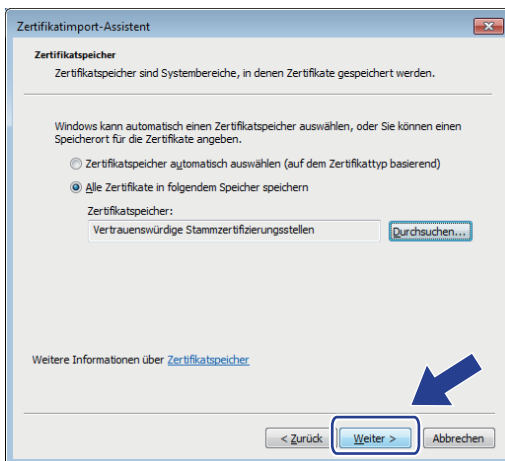 Zertifikatimport-Assistent
Zertifikatspeicher
Zertifikatspeicher sind Systembereiche, in denen Zertifikate gespeichert werden.
Windows kann automatisch einen Zertifikatspeicher auswählen, oder Sie können einen
Speicherort für die Zertifikate angeben.
Zertifikatspeicher automatisch auswählen (auf dem Zertifikattyp basierend)
Alle Zertifikate in folgendem Speicher speichern
Zertifikatspeicher:
Vertrauenswürdige Stammzertifizierungsstellen
Durchsuchen...
Weitere Informationen über Zertifikatspeicher
< Zurück
Weiter >
Abbrechen